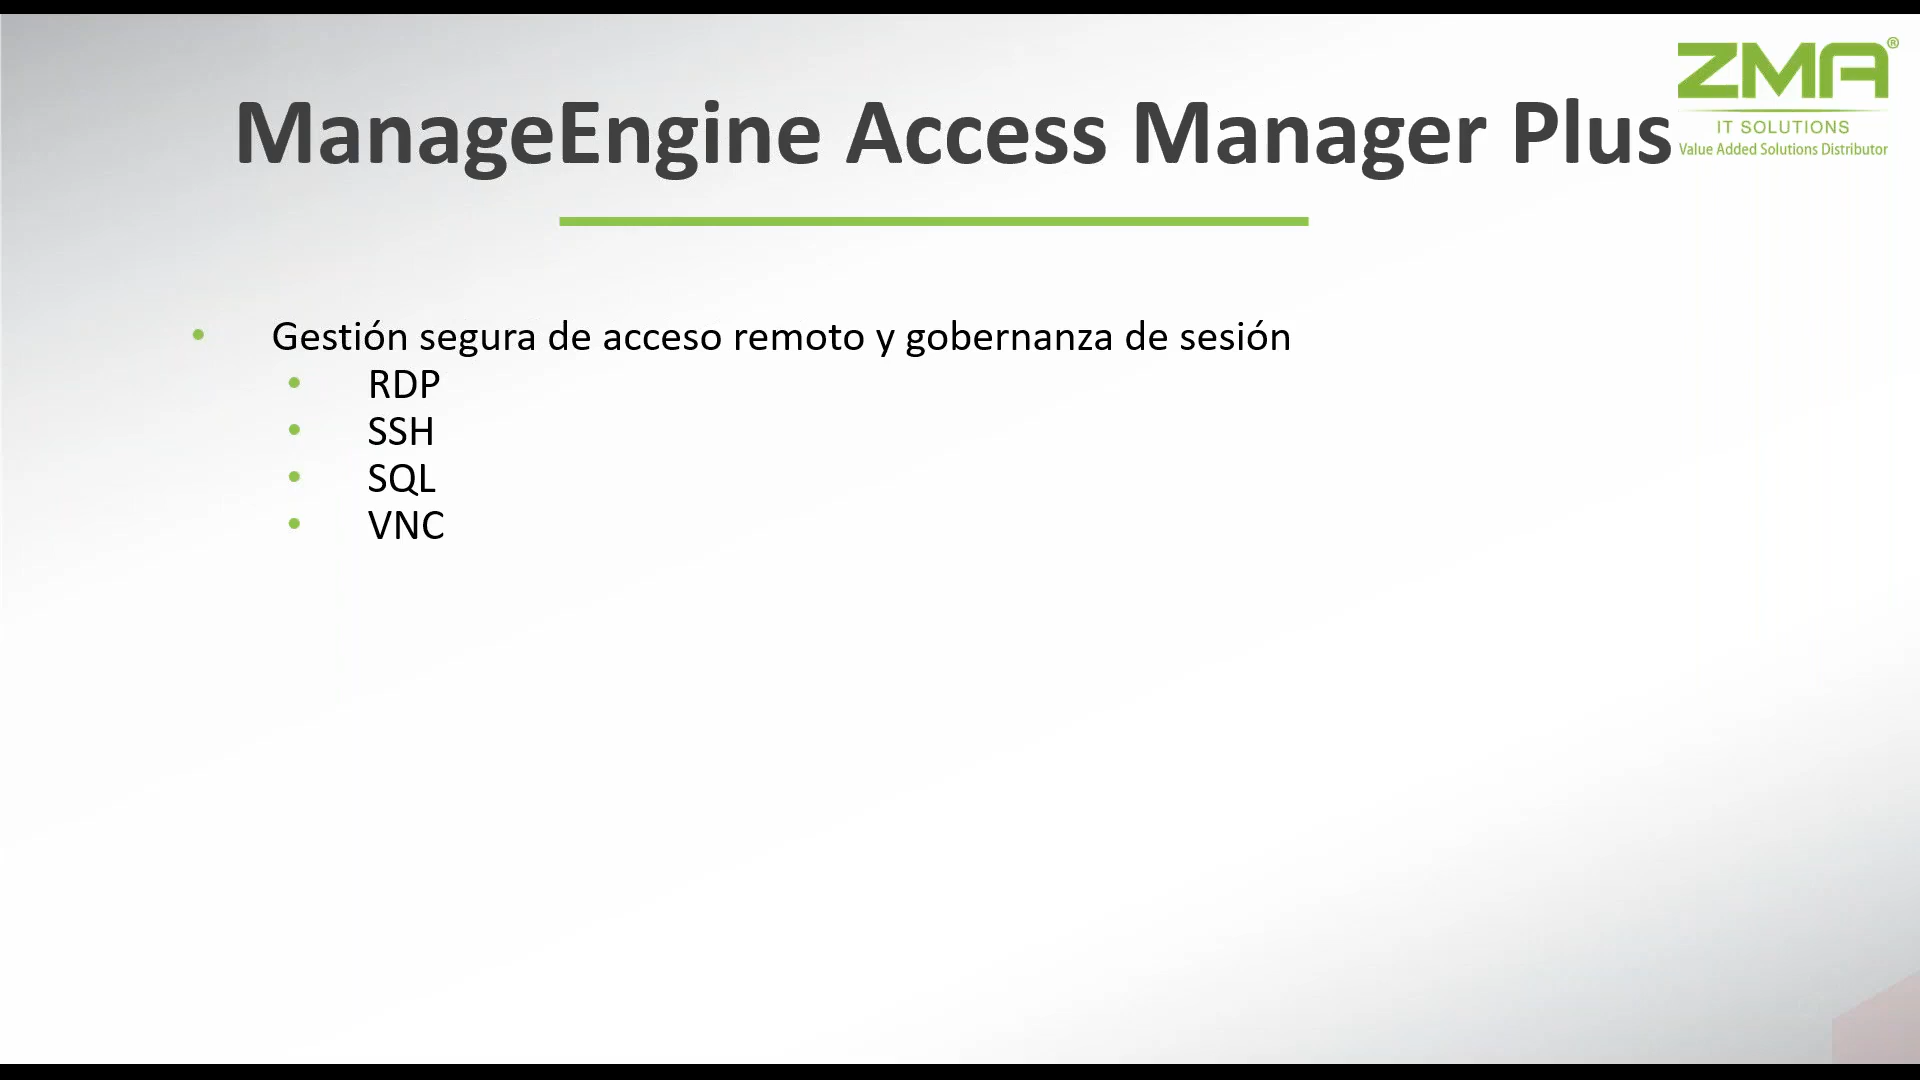 ZMA®
IT SOLUTIONS
Value Added Solutions Distributor
ManageEngine Access Manager Plus
• Gestión segura de acceso remoto y gobernanza de sesión
• RDP
• SSH
• SQL
• VNC